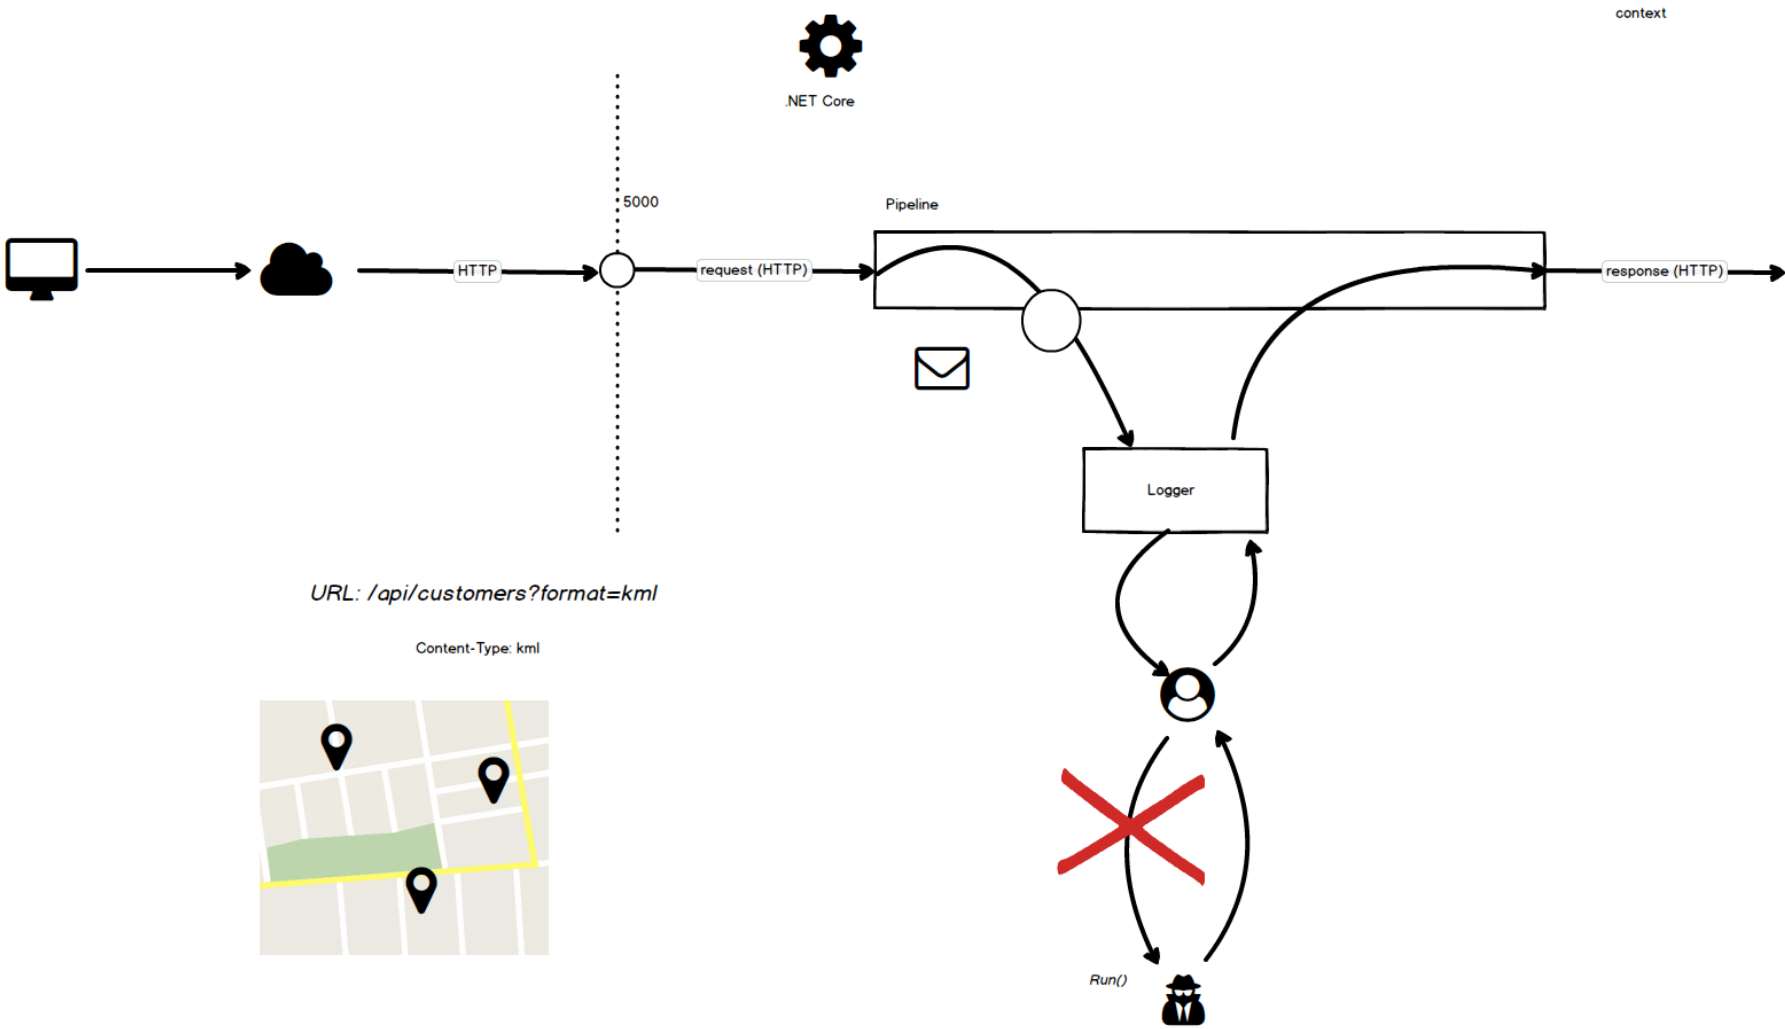 context
.NET Core
5000
Pipeline
HTTP
request (HTTP)
response (HTTP)
Logger
URL: /api/customers?format=kml
Content-Type: kml
Run()